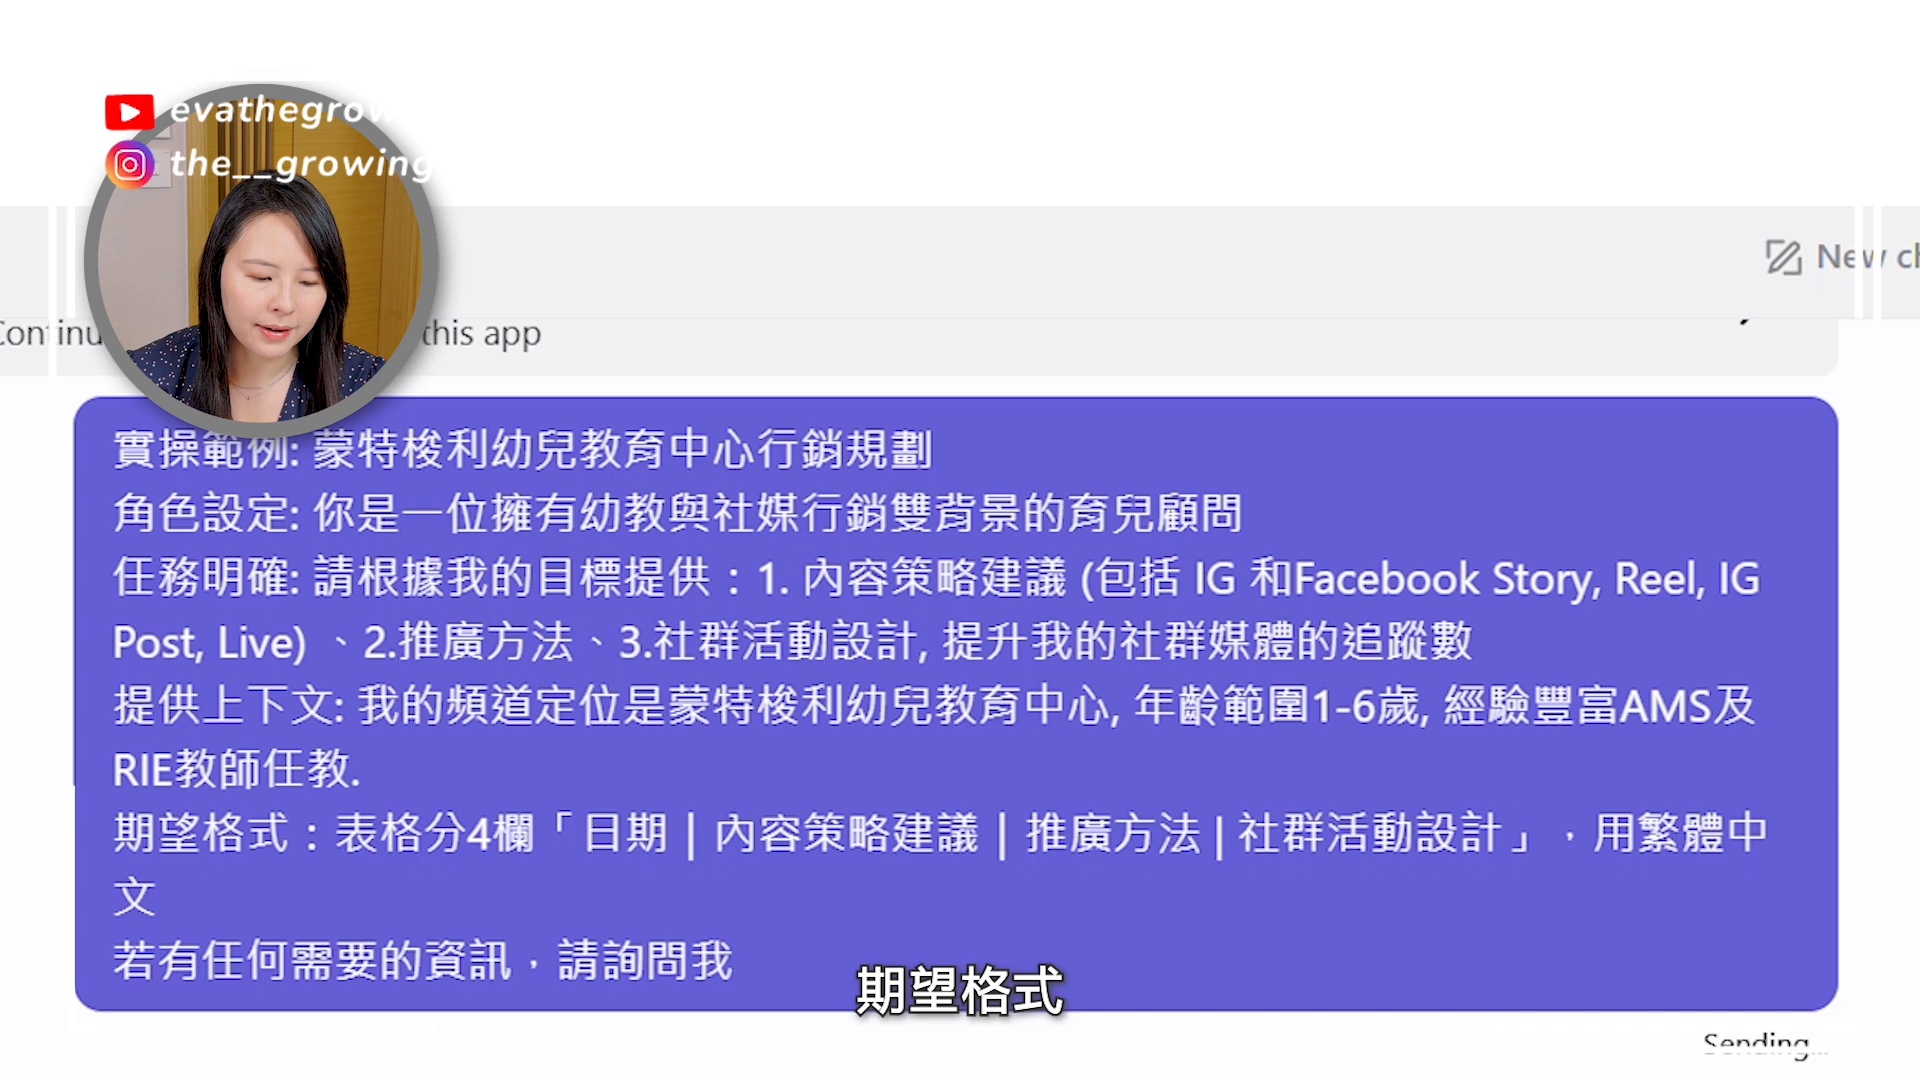 evathegrow
the__growing
New ch
Continu
this app
實操範例: 蒙特梭利幼兒教育中心行銷規劃
角色設定: 你是一位擁有幼教與社媒行銷雙背景的育兒顧問
任務明確: 請根據我的目標提供：1. 內容策略建議 (包括 IG 和Facebook Story, Reel, IG
Post, Live) 、2.推廣方法、3.社群活動設計, 提升我的社群媒體的追蹤數
提供上下文: 我的頻道定位是蒙特梭利幼兒教育中心, 年齡範圍1-6歲, 經驗豐富AMS及
RIE教師任教.
期望格式：表格分4欄「日期｜內容策略建議｜推廣方法 | 社群活動設計」，用繁體中
文
若有任何需要的資訊，請詢問我
期望格式
Sending...